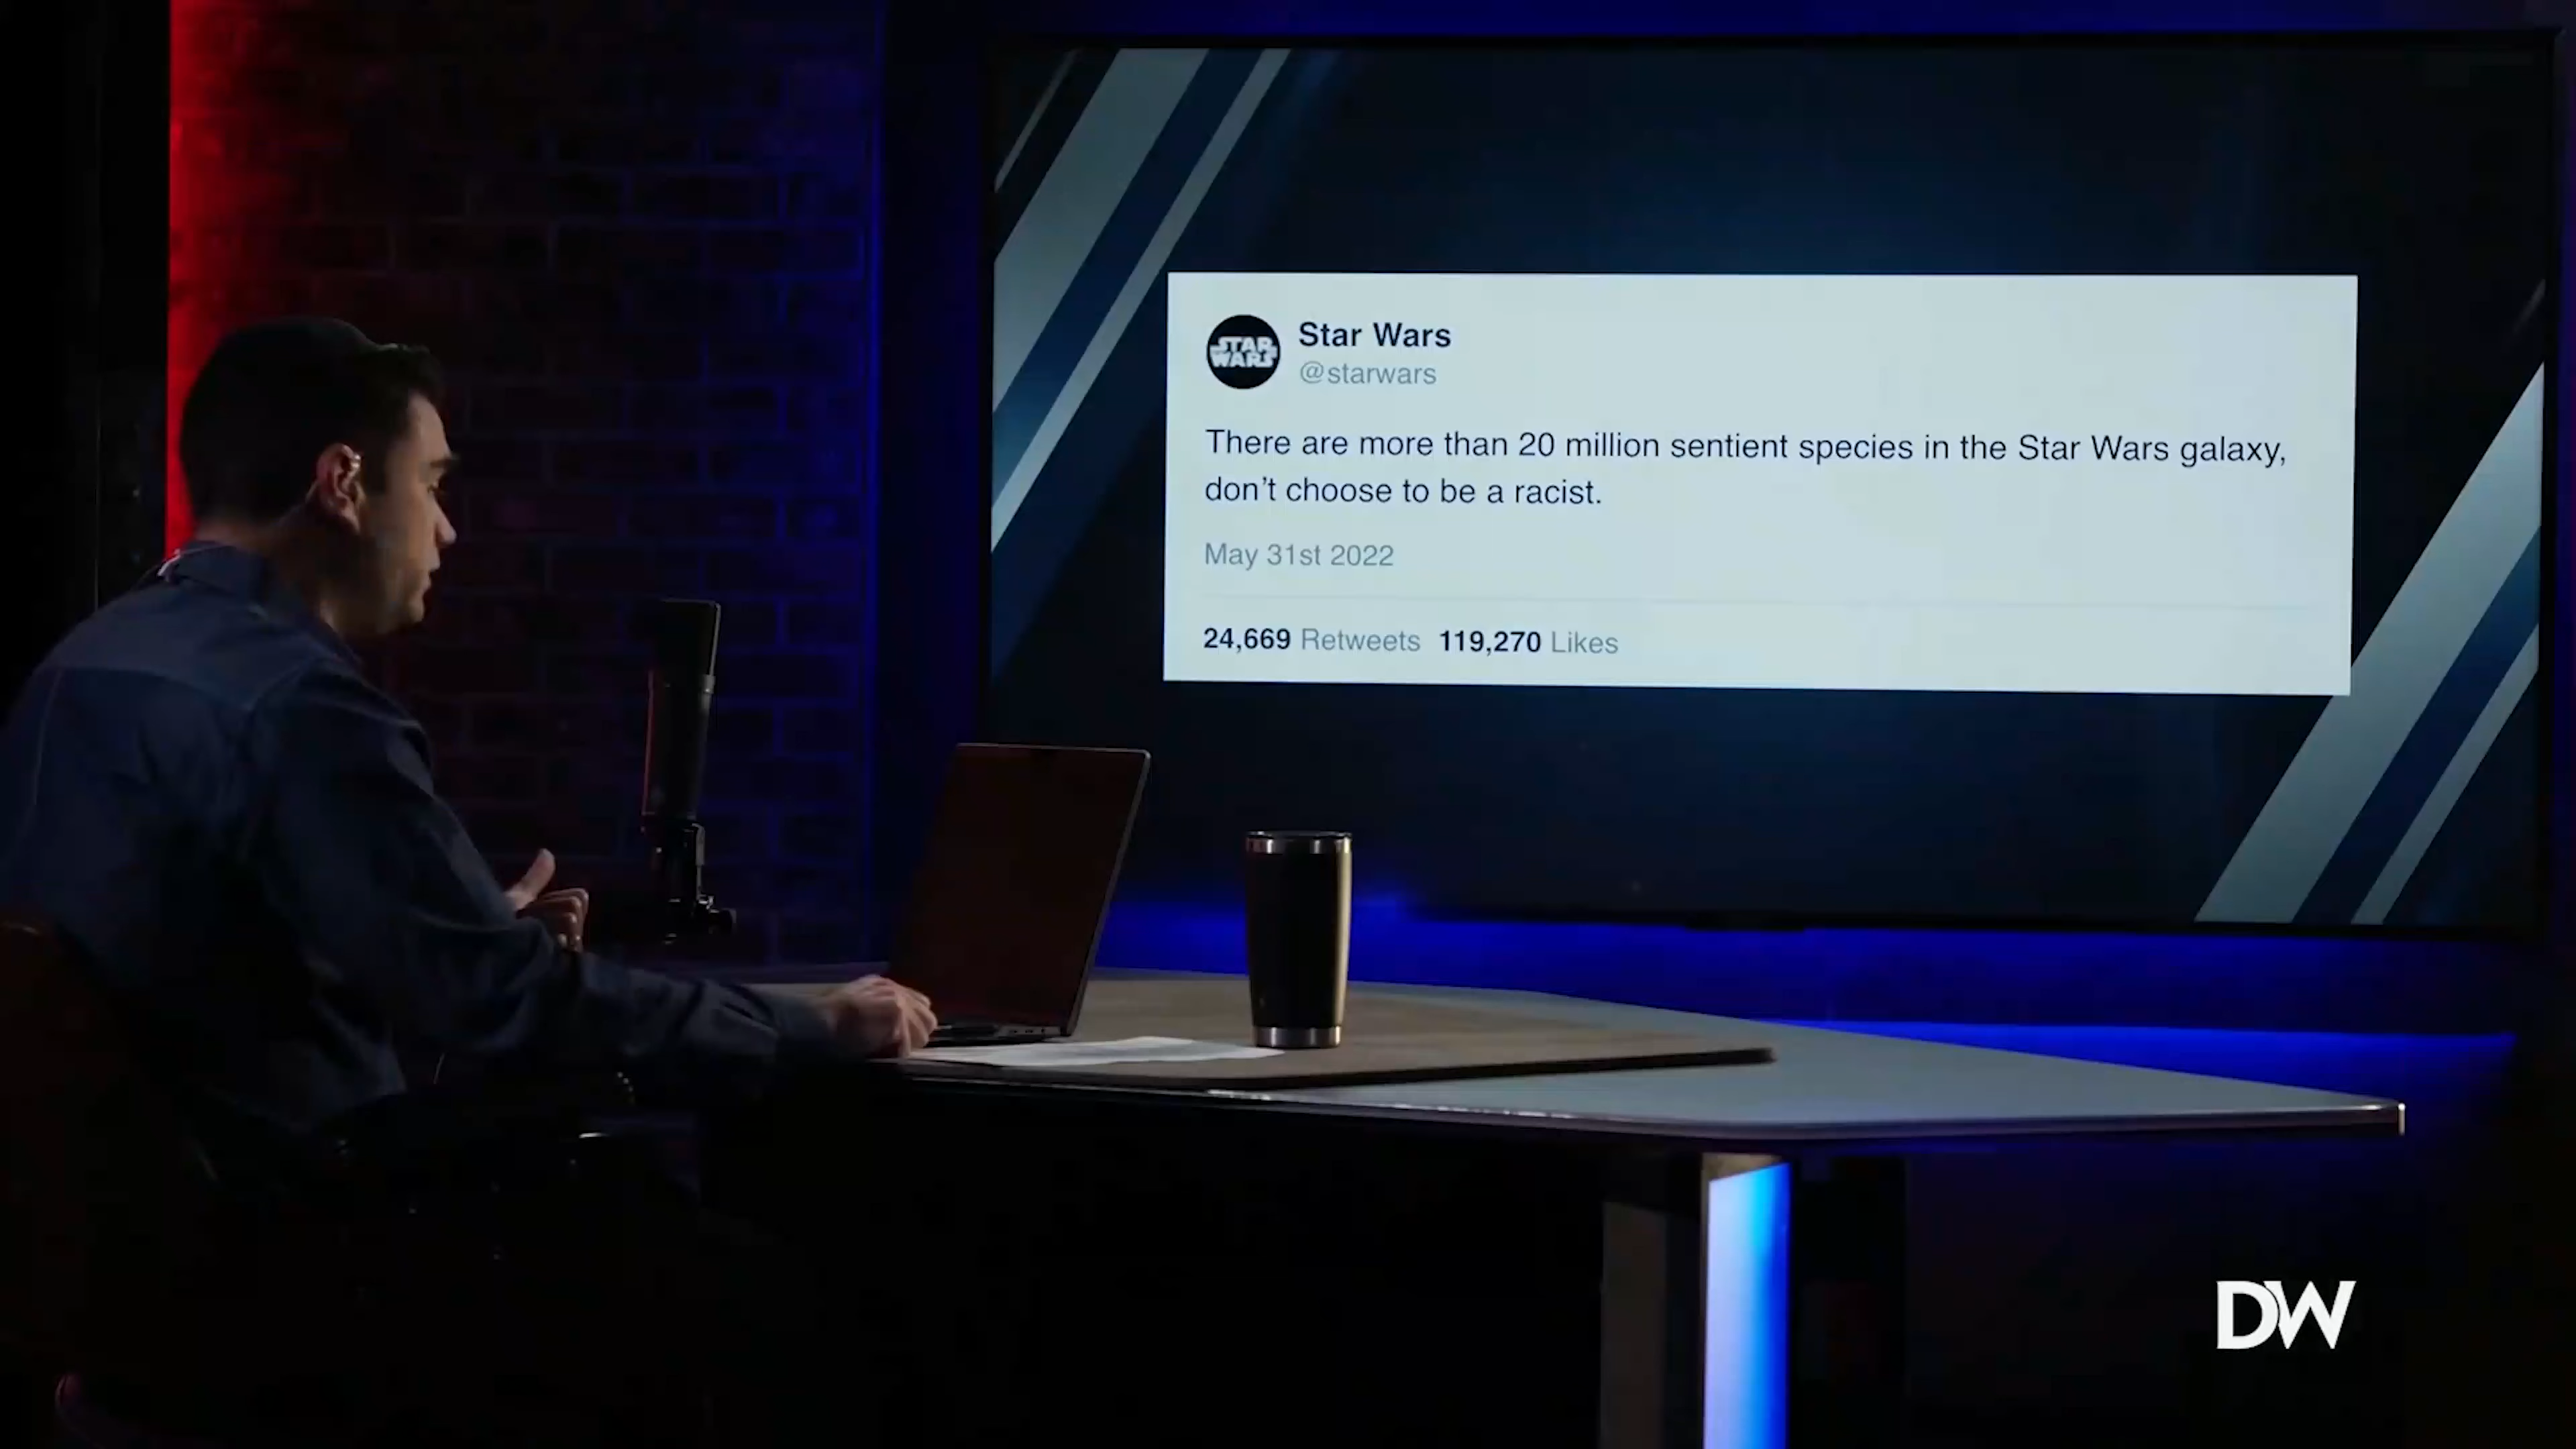 STAR
WARS
Star Wars
@starwars
There are more than 20 million sentient species in the Star Wars galaxy,
don't choose to be a racist.
May 31st 2022
24,669 Retweets 119,270 Likes
DW